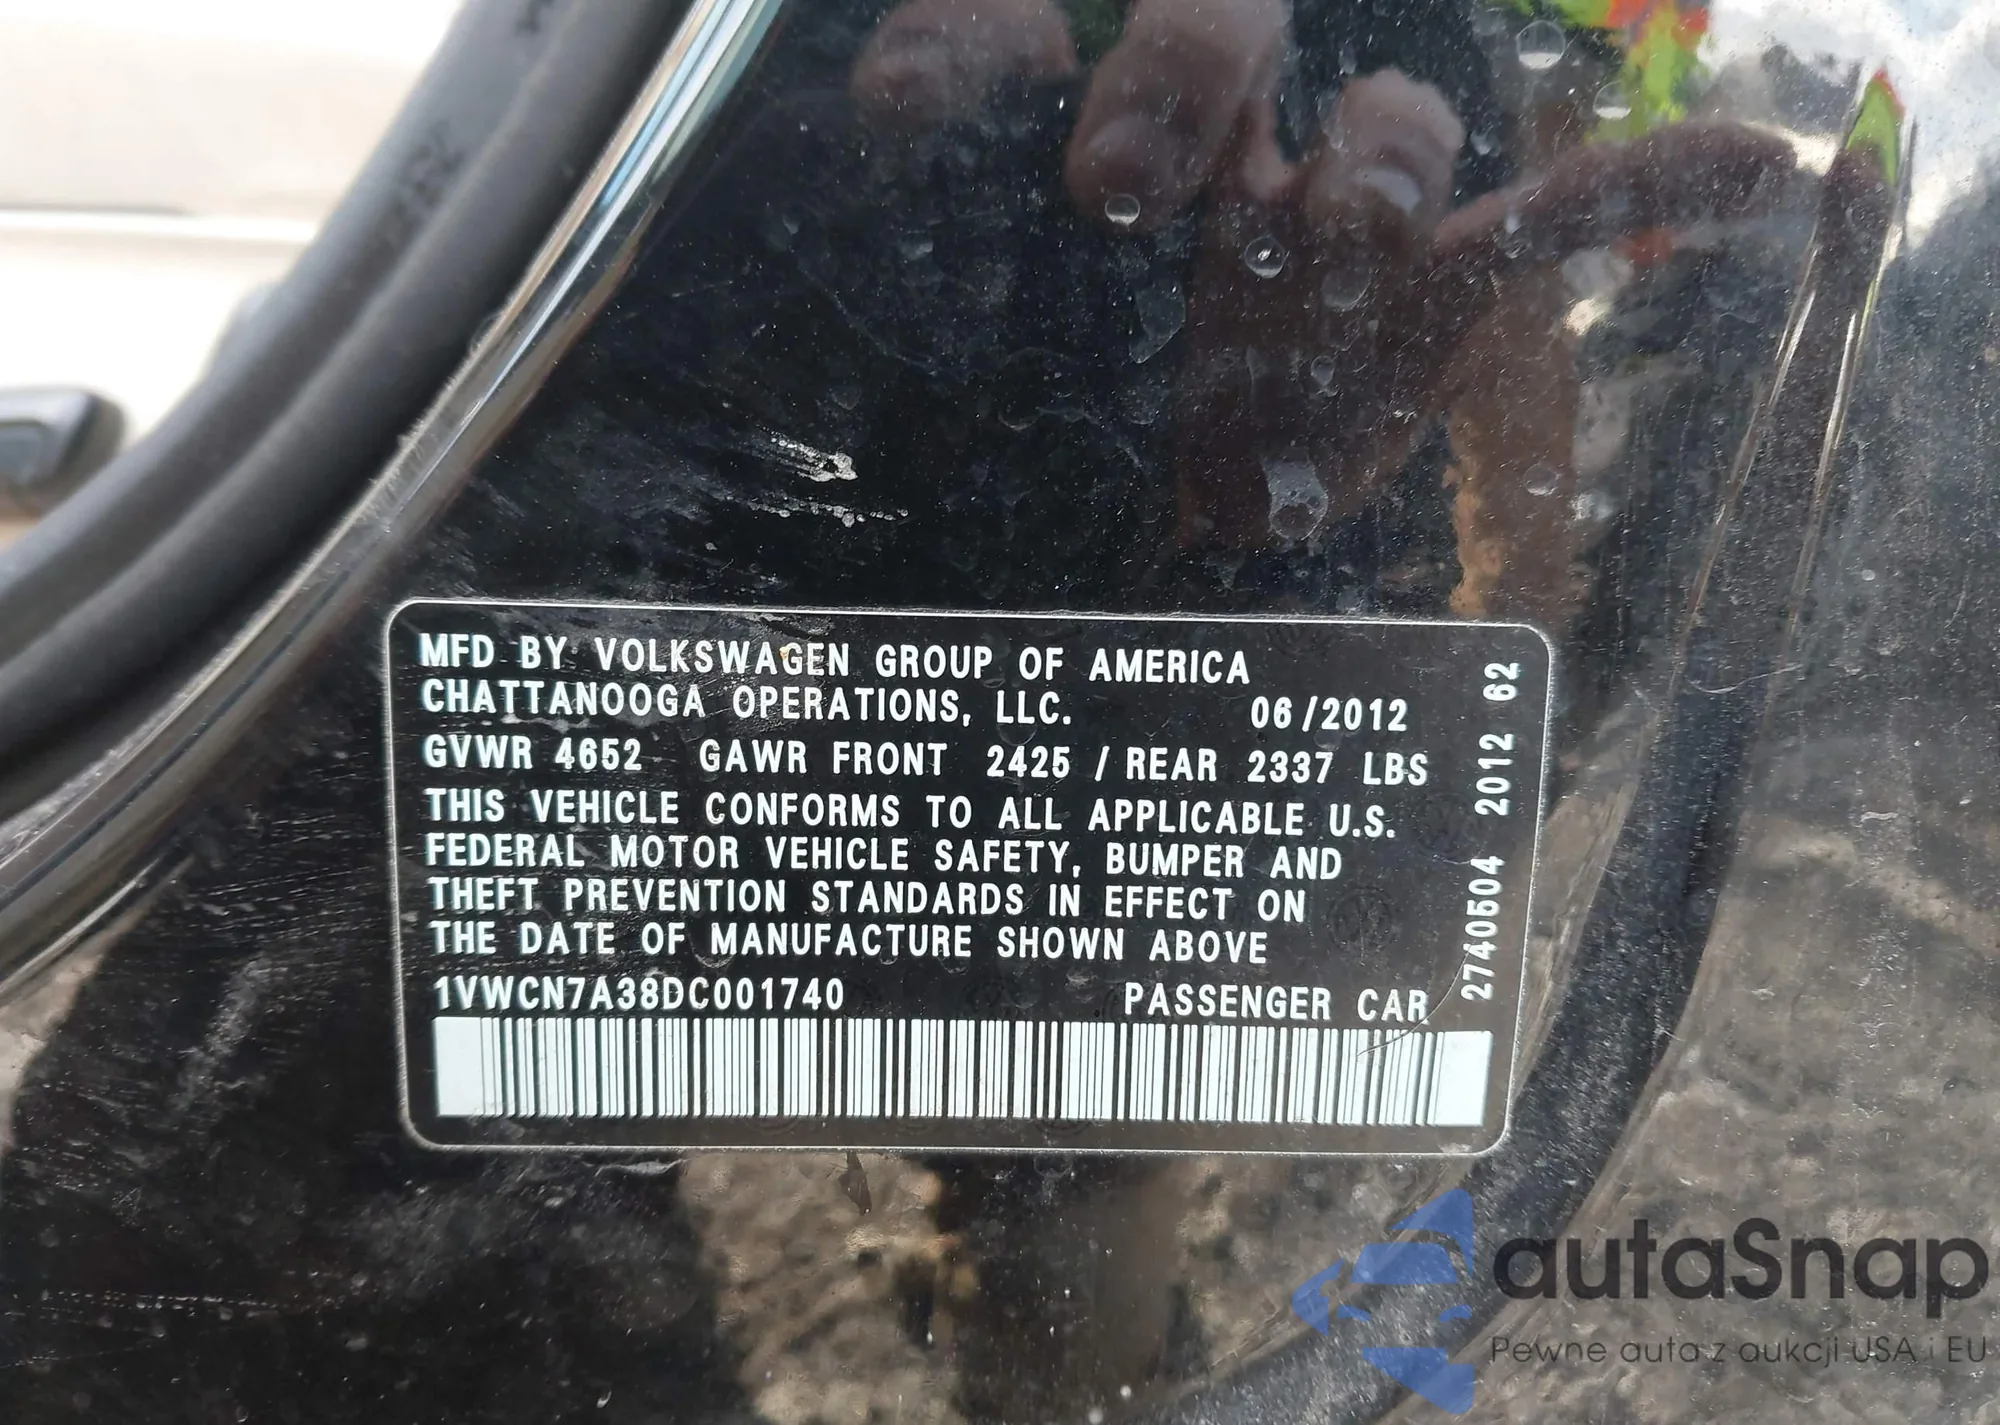 MFD BY VOLKSWAGEN GROUP OF AMERICA
CHATTANOOGA OPERATIONS, LLC. 06/2012
GVWR 4652 GAWR FRONT 2425 / REAR 2337 LBS
THIS VEHICLE CONFORMS TO ALL APPLICABLE U.S.
FEDERAL MOTOR VEHICLE SAFETY, BUMPER AND
THEFT PREVENTION STANDARDS IN EFFECT ON
THE DATE OF MANUFACTURE SHOWN ABOVE
1VWCN7A38DC001740 PASSENGER CAR
2740504 2012 62
autaSnap
Pewne auta z aukcji USA i EU